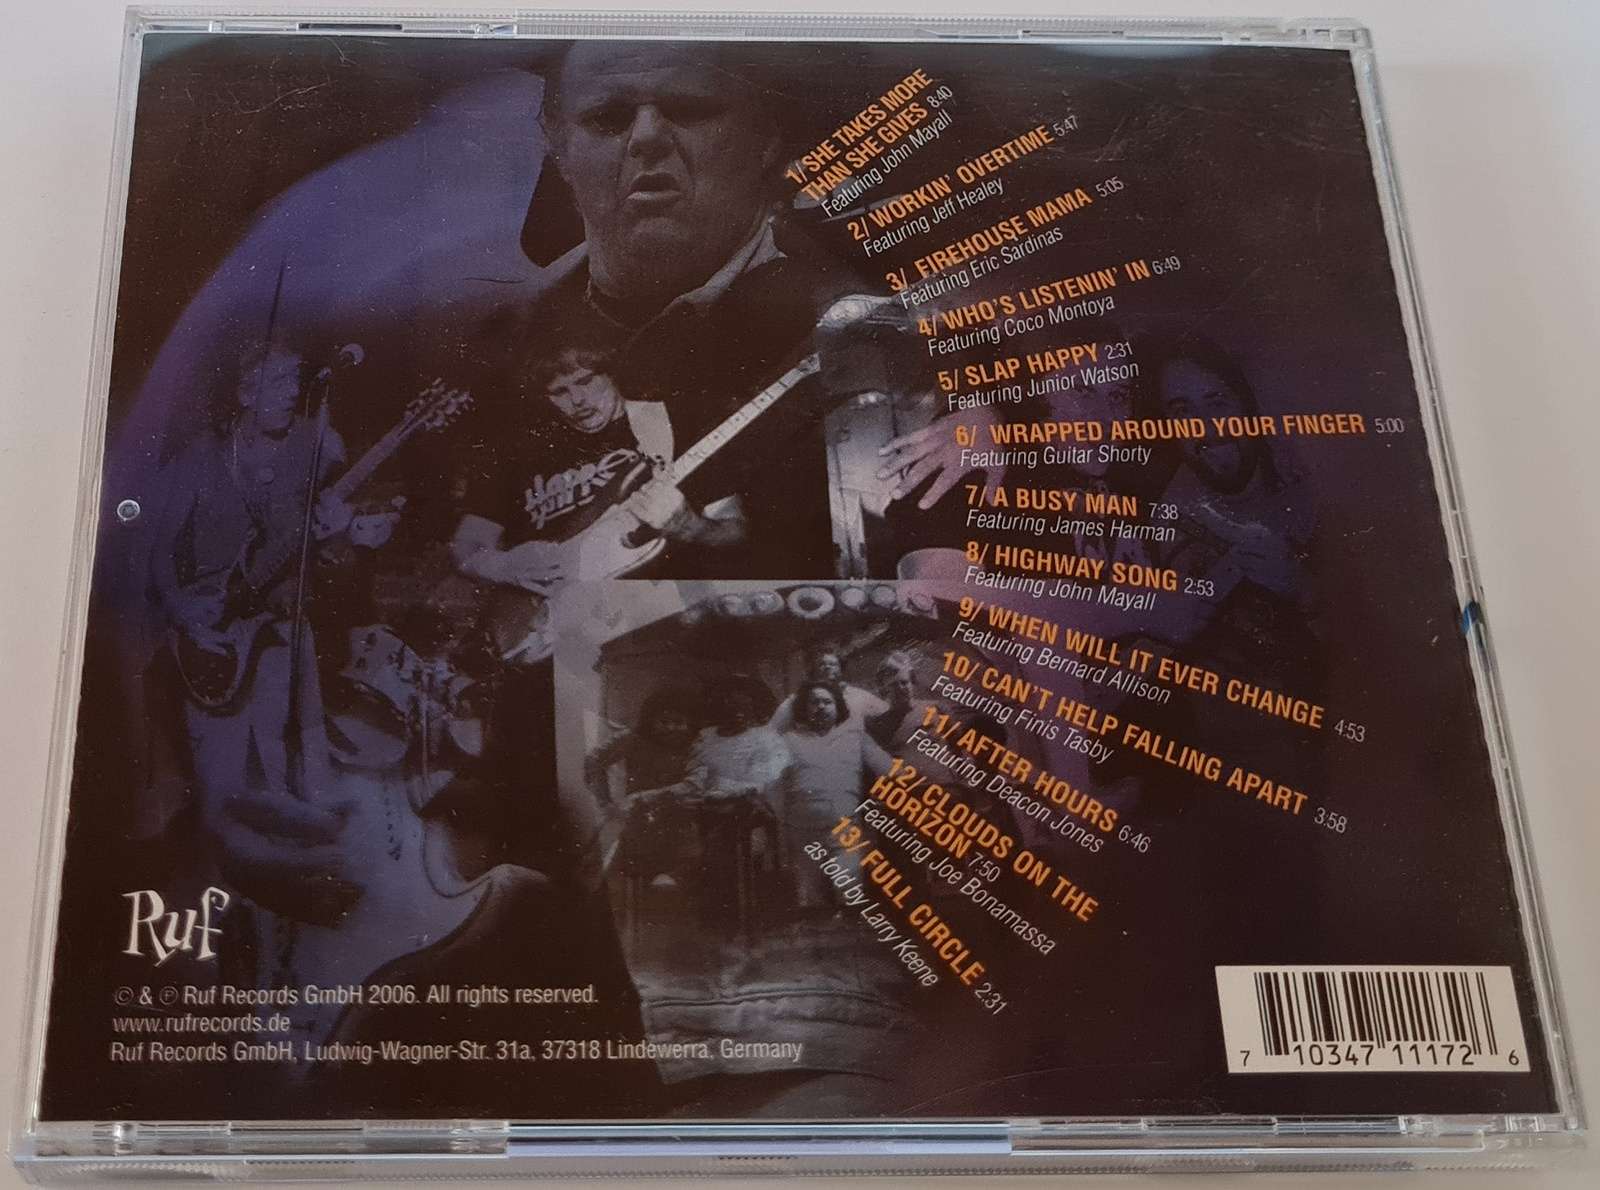 1/ SHE TAKES MORE
THAN SHE GIVES 8:40
Featuring John Mayall
2/ WORKIN' OVERTIME 5:47
Featuring Jeff Healey
3/ FIREHOUSE MAMA 5:05
Featuring Eric Sardinas
4/ WHO'S LISTENIN' IN 6:49
Featuring Coco Montoya
5/ SLAP HAPPY 2:31
Featuring Junior Watson
6/ WRAPPED AROUND YOUR FINGER 5:00
Featuring Guitar Shorty
7/ A BUSY MAN 7:38
Featuring James Harman
8/ HIGHWAY SONG 2:53
Featuring John Mayall
9/ WHEN WILL IT EVER CHANGE 4:53
Featuring Bernard Allison
10/ CAN'T HELP FALLING APART 3:58
Featuring Finis Tasby
11/ AFTER HOURS 6:46
Featuring Deacon Jones
12/ CLOUDS ON THE
HORIZON 7:50
Featuring Joe Bonamassa
13/ FULL CIRCLE 2:31
as told by Larry Keene
Ruf
© & ℗ Ruf Records GmbH 2006. All rights reserved.
www.rufrecords.de
Ruf Records GmbH, Ludwig-Wagner-Str. 31a, 37318 Lindewerra, Germany
7 10347 11172 6